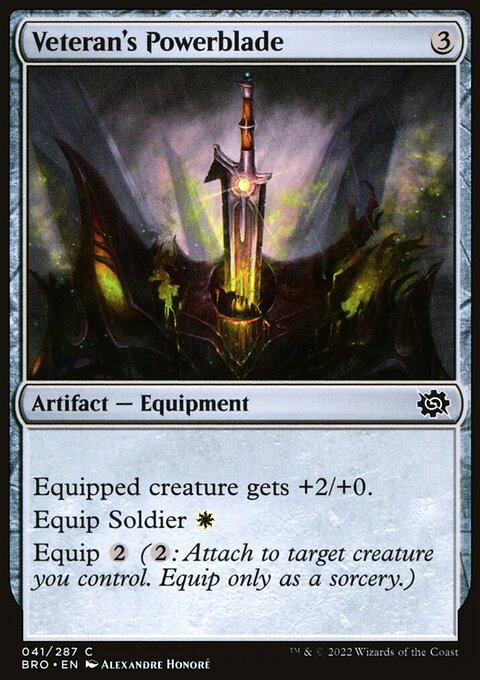 Veteran's Powerblade 3
Artifact — Equipment
Equipped creature gets +2/+0.
Equip Soldier
Equip 2 (2: Attach to target creature
you control. Equip only as a sorcery.)
041/287 C
BRO • EN Alexandre Honoré
™ & © 2022 Wizards of the Coast